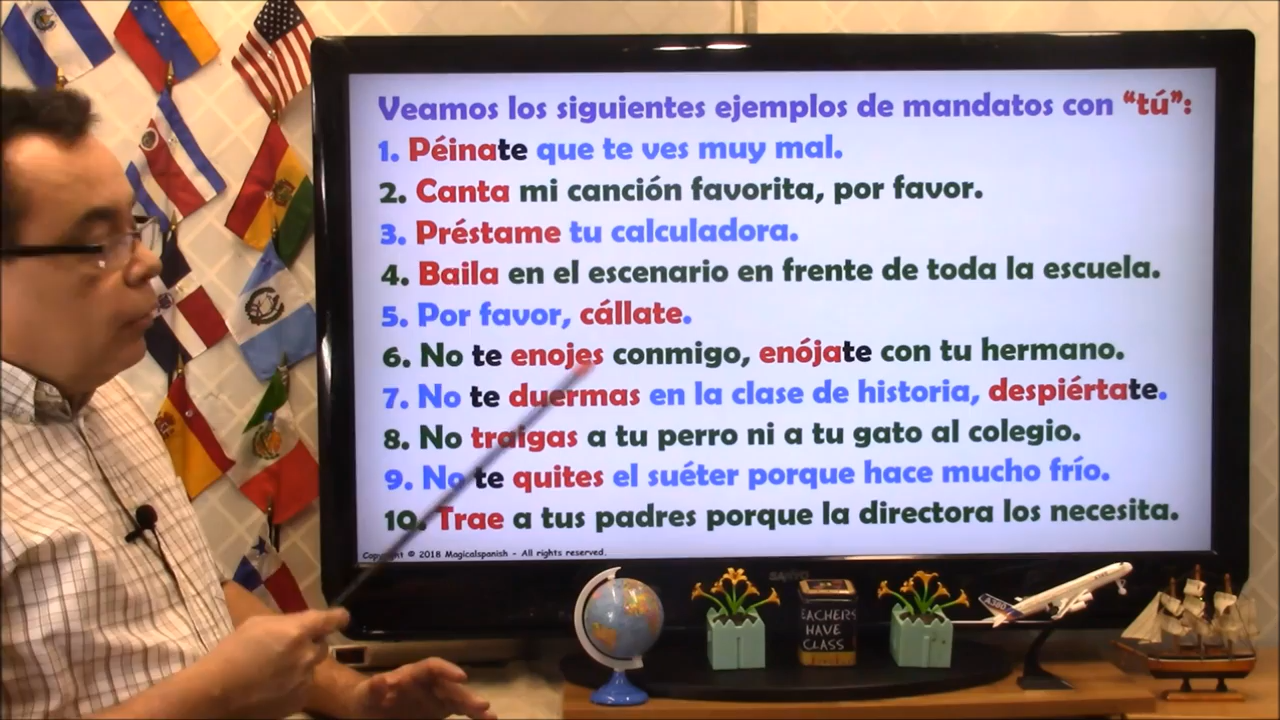 Veamos los siguientes ejemplos de mandatos con “tú”:
1. Péinate que te ves muy mal.
2. Canta mi canción favorita, por favor.
3. Préstame tu calculadora.
4. Baila en el escenario en frente de toda la escuela.
5. Por favor, cállate.
6. No te enojes conmigo, enójate con tu hermano.
7. No te duermas en la clase de historia, despiértate.
8. No traigas a tu perro ni a tu gato al colegio.
9. No te quites el suéter porque hace mucho frío.
10. Trae a tus padres porque la directora los necesita.
Copyright © 2018 Magicalspanish - All rights reserved.
SANYO
TEACHERS
HAVE
CLASS
A380